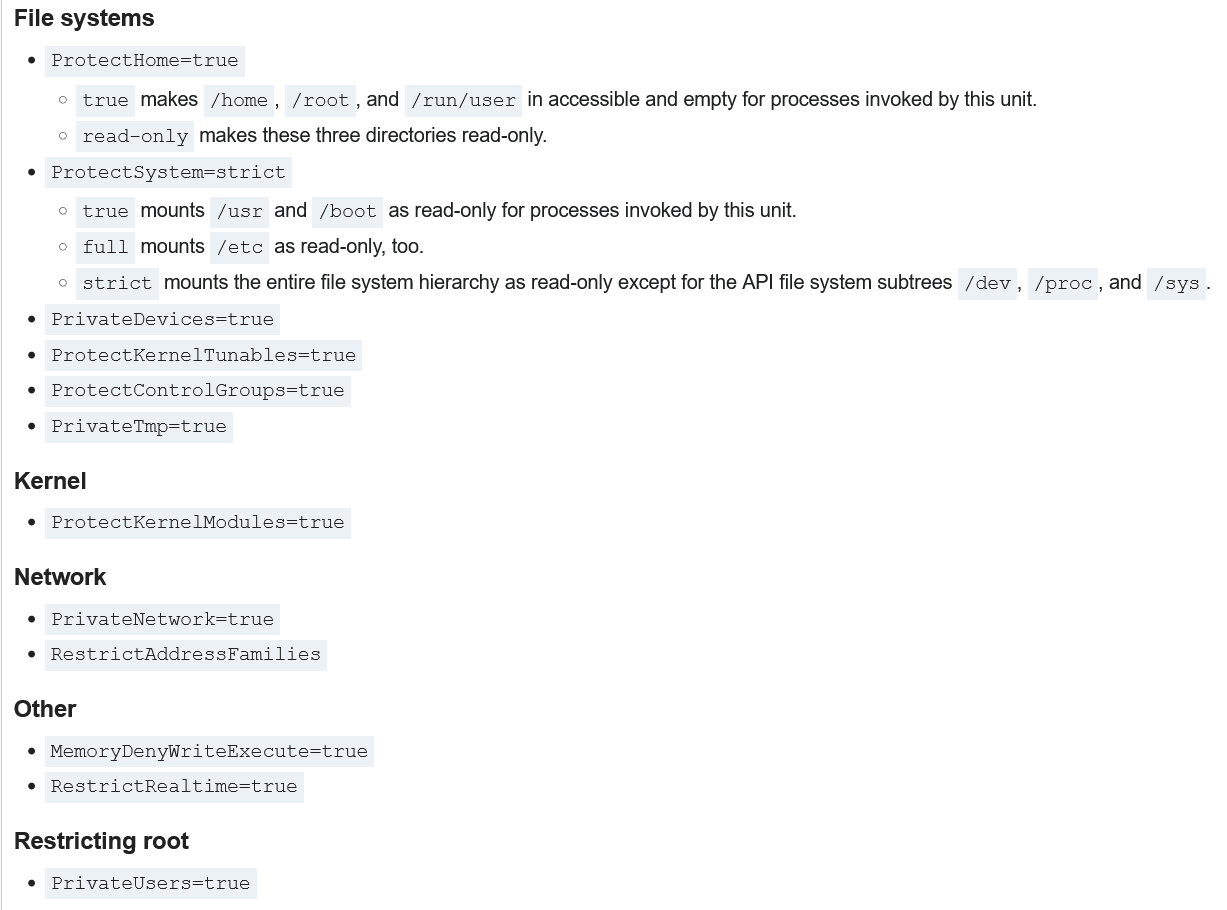 File systems
ProtectHome=true
true makes /home, /root, and /run/user in accessible and empty for processes invoked by this unit.
read-only makes these three directories read-only.
ProtectSystem=strict
true mounts /usr and /boot as read-only for processes invoked by this unit.
full mounts /etc as read-only, too.
strict mounts the entire file system hierarchy as read-only except for the API file system subtrees /dev, /proc, and /sys.
PrivateDevices=true
ProtectKernelTunables=true
ProtectControlGroups=true
PrivateTmp=true
Kernel
ProtectKernelModules=true
Network
PrivateNetwork=true
RestrictAddressFamilies
Other
MemoryDenyWriteExecute=true
RestrictRealtime=true
Restricting root
PrivateUsers=true